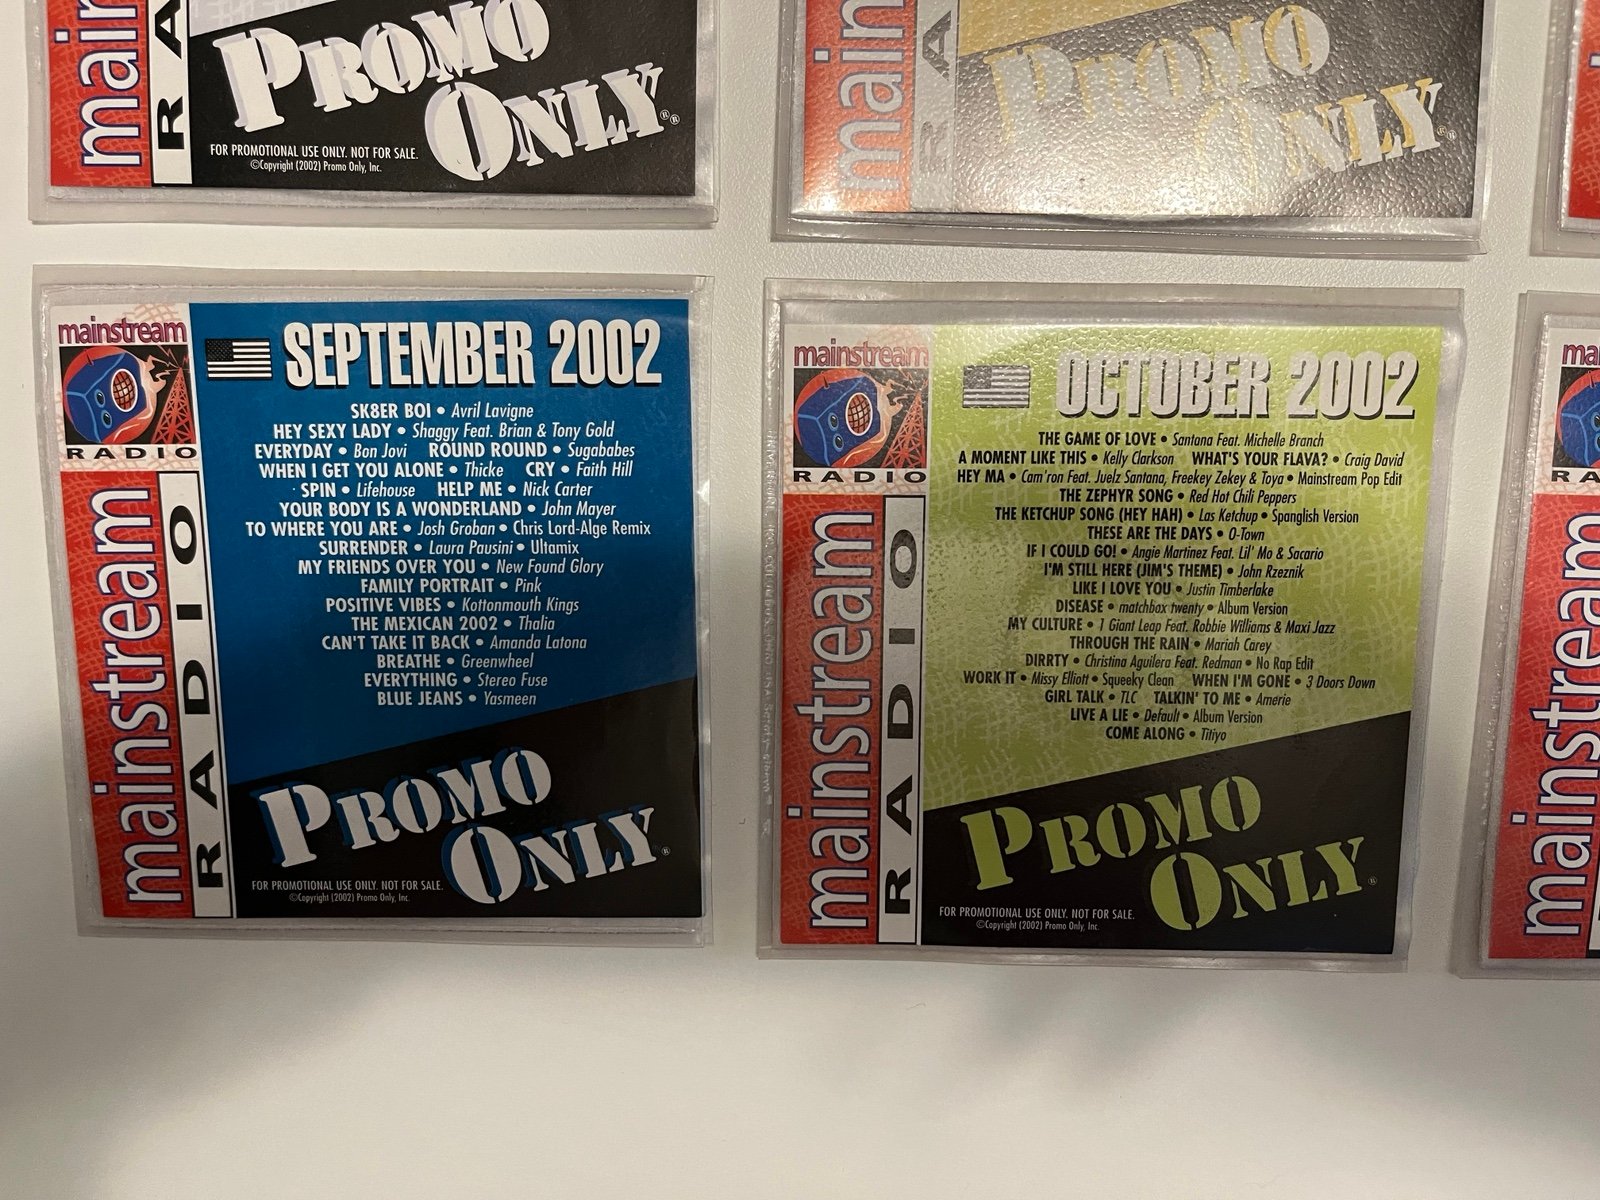 main
RA
PROMO
ONLY®
FOR PROMOTIONAL USE ONLY. NOT FOR SALE.
©Copyright (2002) Promo Only, Inc.
main
RA
PROMO
ONLY®
mainstream
RADIO
mainstream
RADIO
SEPTEMBER 2002
SK8ER BOI • Avril Lavigne
HEY SEXY LADY • Shaggy Feat. Brian & Tony Gold
EVERYDAY • Bon Jovi ROUND ROUND • Sugababes
WHEN I GET YOU ALONE • Thicke CRY • Faith Hill
SPIN • Lifehouse HELP ME • Nick Carter
YOUR BODY IS A WONDERLAND • John Mayer
TO WHERE YOU ARE • Josh Groban • Chris Lord-Alge Remix
SURRENDER • Laura Pausini • Ultamix
MY FRIENDS OVER YOU • New Found Glory
FAMILY PORTRAIT • Pink
POSITIVE VIBES • Kottonmouth Kings
THE MEXICAN 2002 • Thalia
CAN'T TAKE IT BACK • Amanda Latona
BREATHE • Greenwheel
EVERYTHING • Stereo Fuse
BLUE JEANS • Yasmeen
PROMO
ONLY®
FOR PROMOTIONAL USE ONLY. NOT FOR SALE.
©Copyright (2002) Promo Only, Inc.
mainstream
RADIO
mainstream
RADIO
OCTOBER 2002
THE GAME OF LOVE • Santana Feat. Michelle Branch
A MOMENT LIKE THIS • Kelly Clarkson WHAT'S YOUR FLAVA? • Craig David
HEY MA • Cam'ron Feat. Juelz Santana, Freekey Zekey & Toya • Mainstream Pop Edit
THE ZEPHYR SONG • Red Hot Chili Peppers
THE KETCHUP SONG (HEY HAH) • Las Ketchup • Spanglish Version
THESE ARE THE DAYS • O-Town
IF I COULD GO! • Angie Martinez Feat. Lil' Mo & Sacario
I'M STILL HERE (JIM'S THEME) • John Rzeznik
LIKE I LOVE YOU • Justin Timberlake
DISEASE • matchbox twenty • Album Version
MY CULTURE • 1 Giant Leap Feat. Robbie Williams & Maxi Jazz
THROUGH THE RAIN • Mariah Carey
DIRRTY • Christina Aguilera Feat. Redman • No Rap Edit
WORK IT • Missy Elliott • Squeeky Clean WHEN I'M GONE • 3 Doors Down
GIRL TALK • TLC TALKIN' TO ME • Amerie
LIVE A LIE • Default • Album Version
COME ALONG • Titiyo
PROMO
ONLY®
FOR PROMOTIONAL USE ONLY. NOT FOR SALE.
©Copyright (2002) Promo Only, Inc.
ma
RA
mainstream